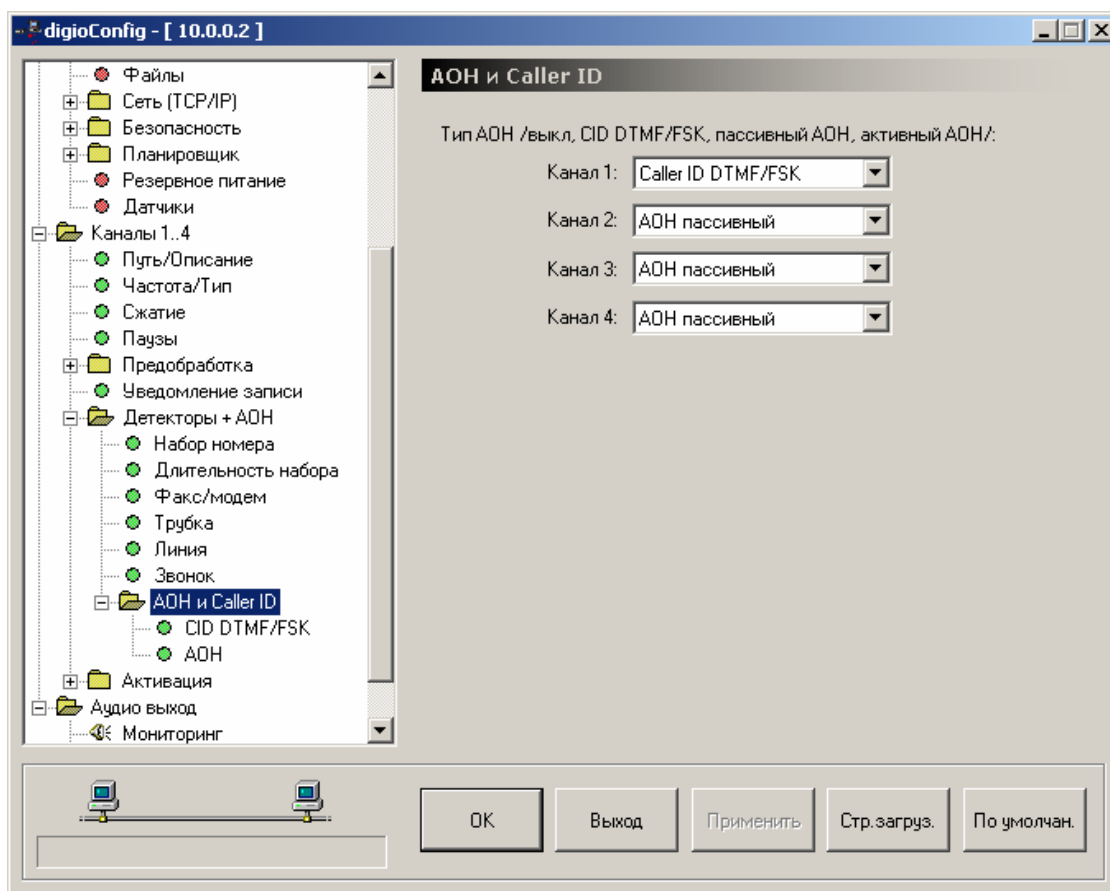 digioConfig - [ 10.0.0.2 ]
Файлы
Сеть (TCP/IP)
Безопасность
Планировщик
Резервное питание
Датчики
Каналы 1..4
Путь/Описание
Частота/Тип
Сжатие
Паузы
Предобработка
Уведомление записи
Детекторы + АОН
Набор номера
Длительность набора
Факс/модем
Трубка
Линия
Звонок
АОН и Caller ID
CID DTMF/FSK
АОН
Активация
Аудио выход
Мониторинг
АОН и Caller ID
Тип АОН /выкл, CID DTMF/FSK, пассивный АОН, активный АОН/:
Канал 1: Caller ID DTMF/FSK
Канал 2: АОН пассивный
Канал 3: АОН пассивный
Канал 4: АОН пассивный
OK Выход Применить Стр.загруз. По умолчан.